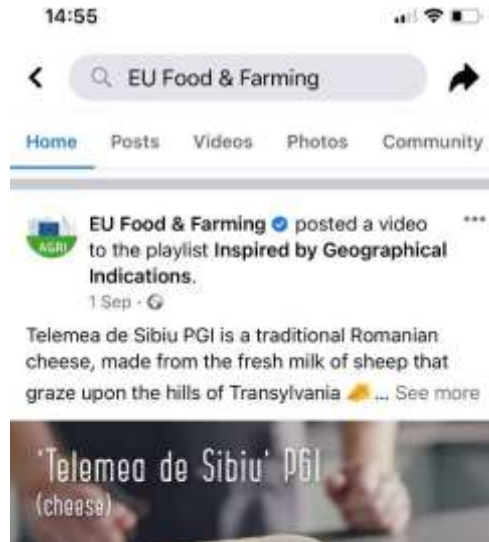 14:55
EU Food & Farming
Home Posts Videos Photos Community
AGRI
EU Food & Farming posted a video
to the playlist Inspired by Geographical
Indications.
1 Sep ·
Telemea de Sibiu PGI is a traditional Romanian
cheese, made from the fresh milk of sheep that
graze upon the hills of Transylvania 🧀... See more
'Telemea de Sibiu' PGI
(cheese)